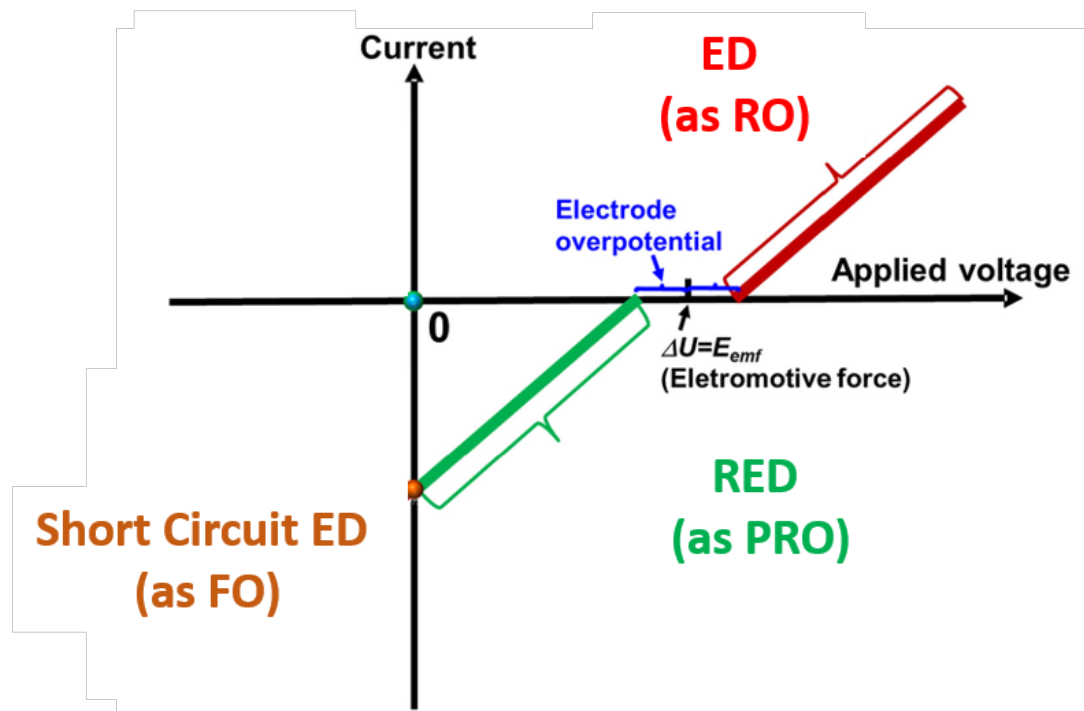 Current
ED
(as RO)
Electrode
overpotential
Applied voltage
0
ΔU=Eemf
(Eletromotive force)
RED
(as PRO)
Short Circuit ED
(as FO)